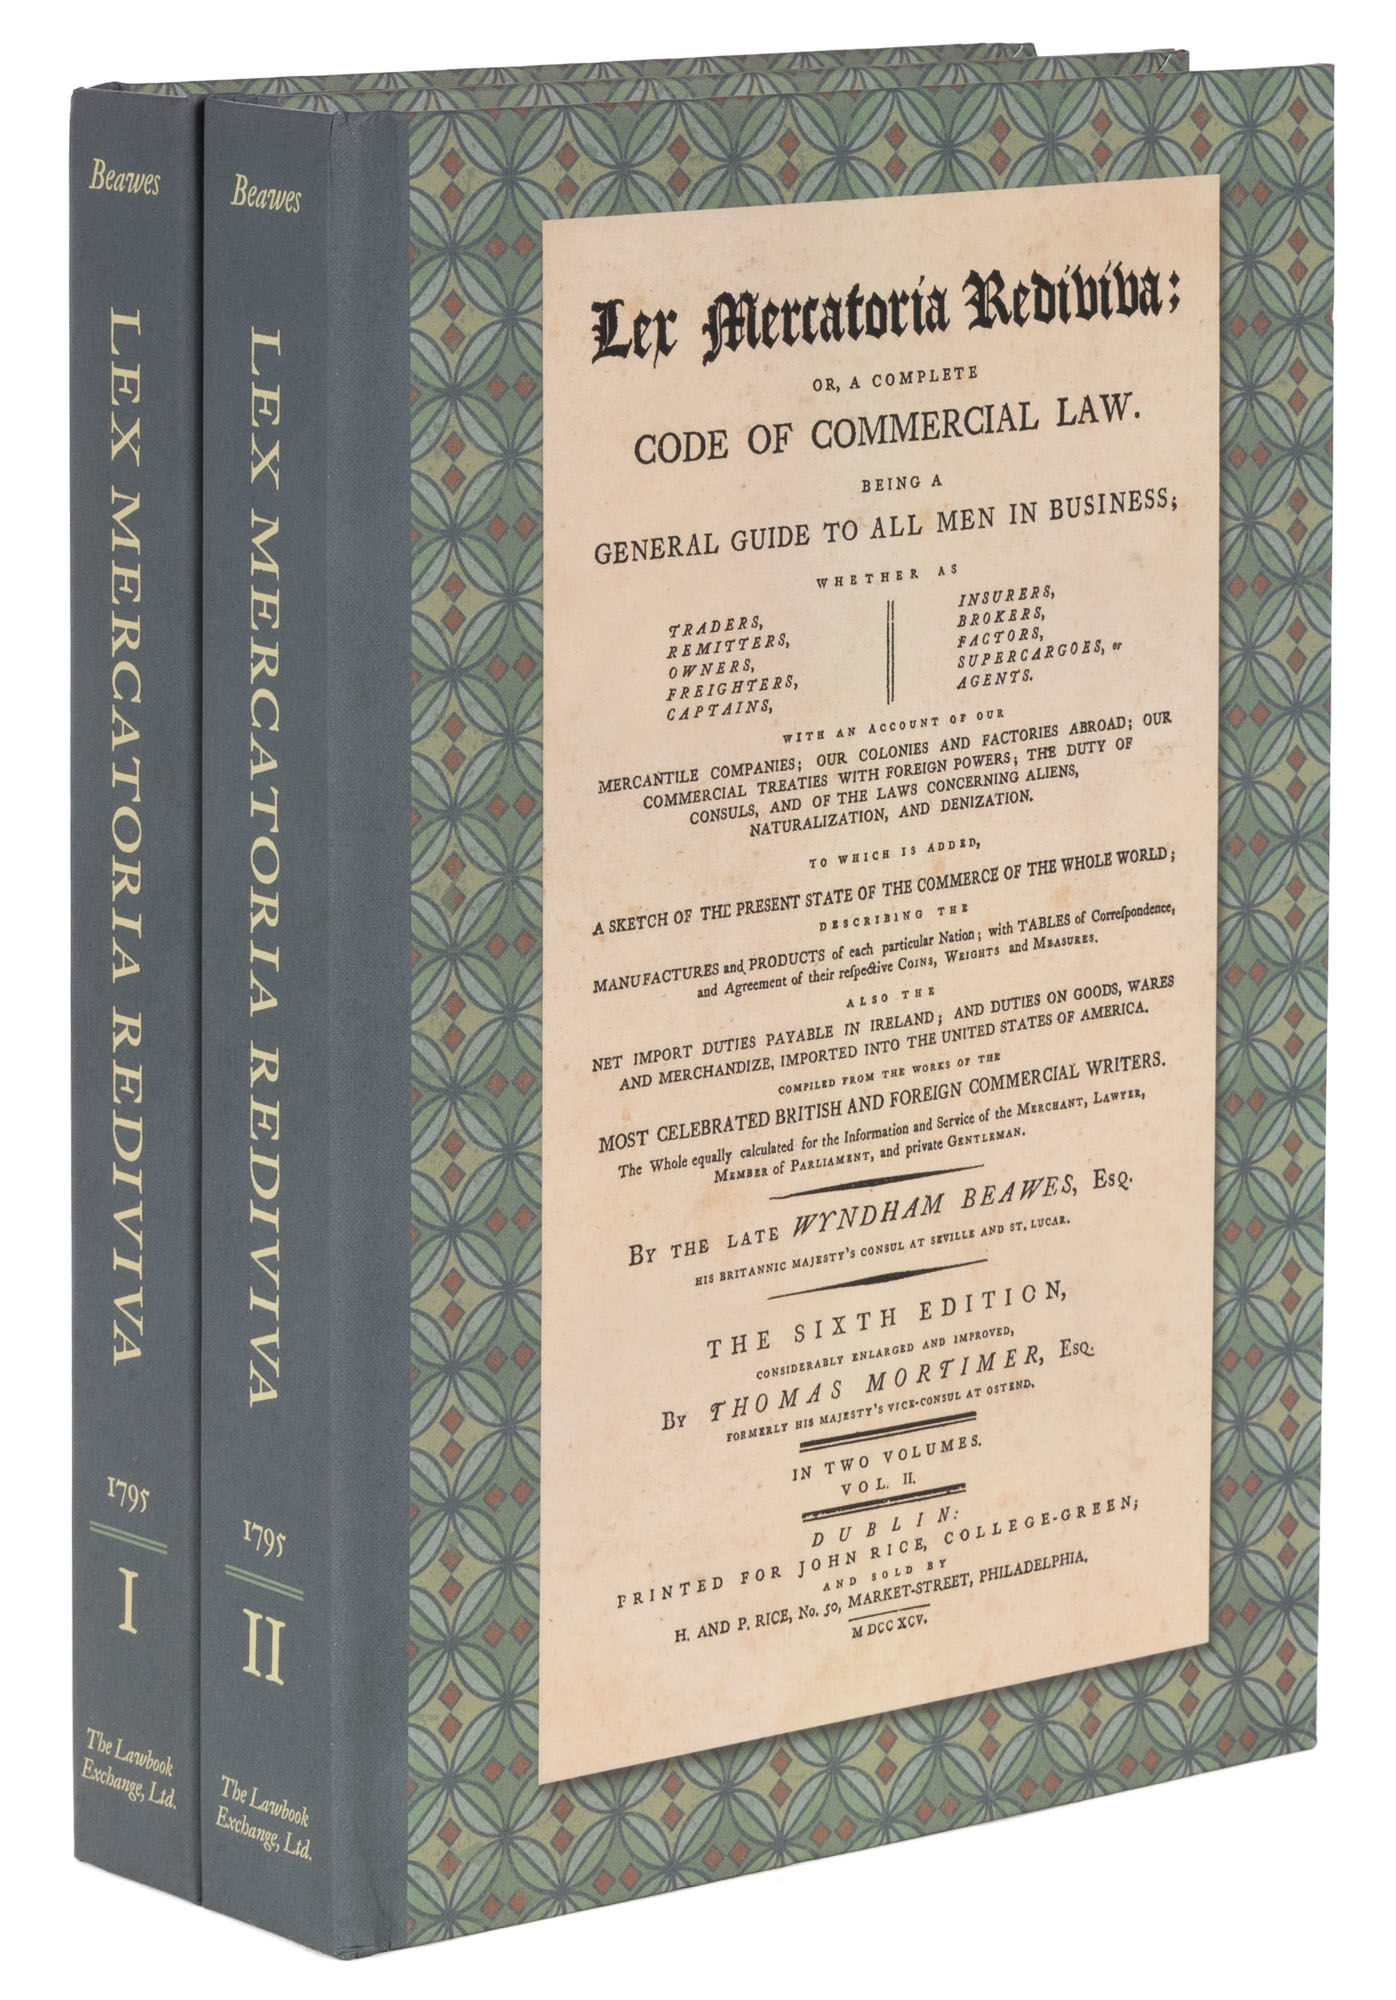 Beawes
LEX MERCATORIA REDIVIVA
1795
I
The Lawbook
Exchange, Ltd.
Beawes
LEX MERCATORIA REDIVIVA
1795
II
The Lawbook
Exchange, Ltd.
Lex Mercatoria Rediviva;
OR, A COMPLETE
CODE OF COMMERCIAL LAW.
BEING A
GENERAL GUIDE TO ALL MEN IN BUSINESS;
WHETHER AS
TRADERS,
REMITTERS,
OWNERS,
FREIGHTERS,
CAPTAINS,
INSURERS,
BROKERS,
FACTORS,
SUPERCARGOES, or
AGENTS.
WITH AN ACCOUNT OF OUR
MERCANTILE COMPANIES; OUR COLONIES AND FACTORIES ABROAD; OUR
COMMERCIAL TREATIES WITH FOREIGN POWERS; THE DUTY OF
CONSULS, AND OF THE LAWS CONCERNING ALIENS,
NATURALIZATION, AND DENIZATION.
TO WHICH IS ADDED,
A SKETCH OF THE PRESENT STATE OF THE COMMERCE OF THE WHOLE WORLD;
DESCRIBING THE
MANUFACTURES and PRODUCTS of each particular Nation; with TABLES of Correſpondence,
and Agreement of their reſpective COINS, WEIGHTS and MEASURES.
ALSO THE
NET IMPORT DUTIES PAYABLE IN IRELAND; AND DUTIES ON GOODS, WARES
AND MERCHANDIZE, IMPORTED INTO THE UNITED STATES OF AMERICA.
COMPILED FROM THE WORKS OF THE
MOST CELEBRATED BRITISH AND FOREIGN COMMERCIAL WRITERS.
The Whole equally calculated for the Information and Service of the MERCHANT, LAWYER,
MEMBER of PARLIAMENT, and private GENTLEMAN.
BY THE LATE WYNDHAM BEAWES, ESQ.
HIS BRITANNIC MAJESTY'S CONSUL AT SEVILLE AND ST. LUCAR.
THE SIXTH EDITION,
CONSIDERABLY ENLARGED AND IMPROVED,
BY THOMAS MORTIMER, ESQ.
FORMERLY HIS MAJESTY'S VICE-CONSUL AT OSTEND.
IN TWO VOLUMES.
VOL. II.
DUBLIN:
PRINTED FOR JOHN RICE, COLLEGE-GREEN;
AND SOLD BY
H. AND P. RICE, No. 50, MARKET-STREET, PHILADELPHIA.
M DCC XCV.